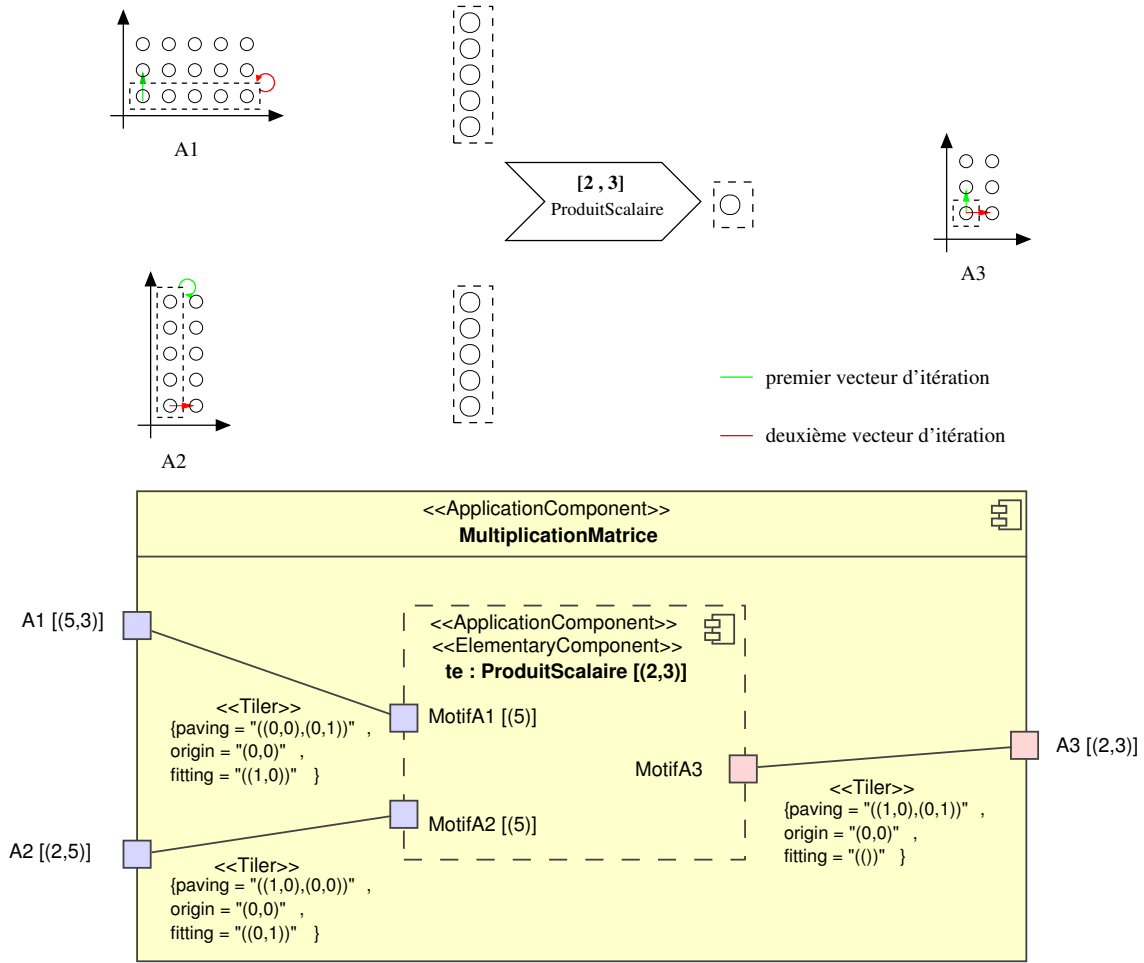 A1
[2 , 3]
ProduitScalaire
A3
A2
premier vecteur d'itération
deuxième vecteur d'itération
<<ApplicationComponent>>
MultiplicationMatrice
A1 [(5,3)]
<<ApplicationComponent>>
<<ElementaryComponent>>
te : ProduitScalaire [(2,3)]
<<Tiler>>
{paving = "((0,0),(0,1))" ,
origin = "(0,0)" ,
fitting = "((1,0))" }
MotifA1 [(5)]
MotifA3
A3 [(2,3)]
<<Tiler>>
{paving = "((1,0),(0,1))" ,
origin = "(0,0)" ,
fitting = "(())" }
MotifA2 [(5)]
A2 [(2,5)]
<<Tiler>>
{paving = "((1,0),(0,0))" ,
origin = "(0,0)" ,
fitting = "((0,1))" }